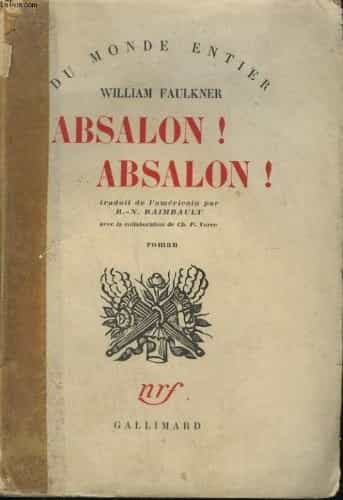 DU MONDE ENTIER
WILLIAM FAULKNER
ABSALON !
ABSALON !
traduit de l'américain par
R.-N. RAIMBAULT
avec la collaboration de Ch. P. Vorce
roman
nrf
GALLIMARD